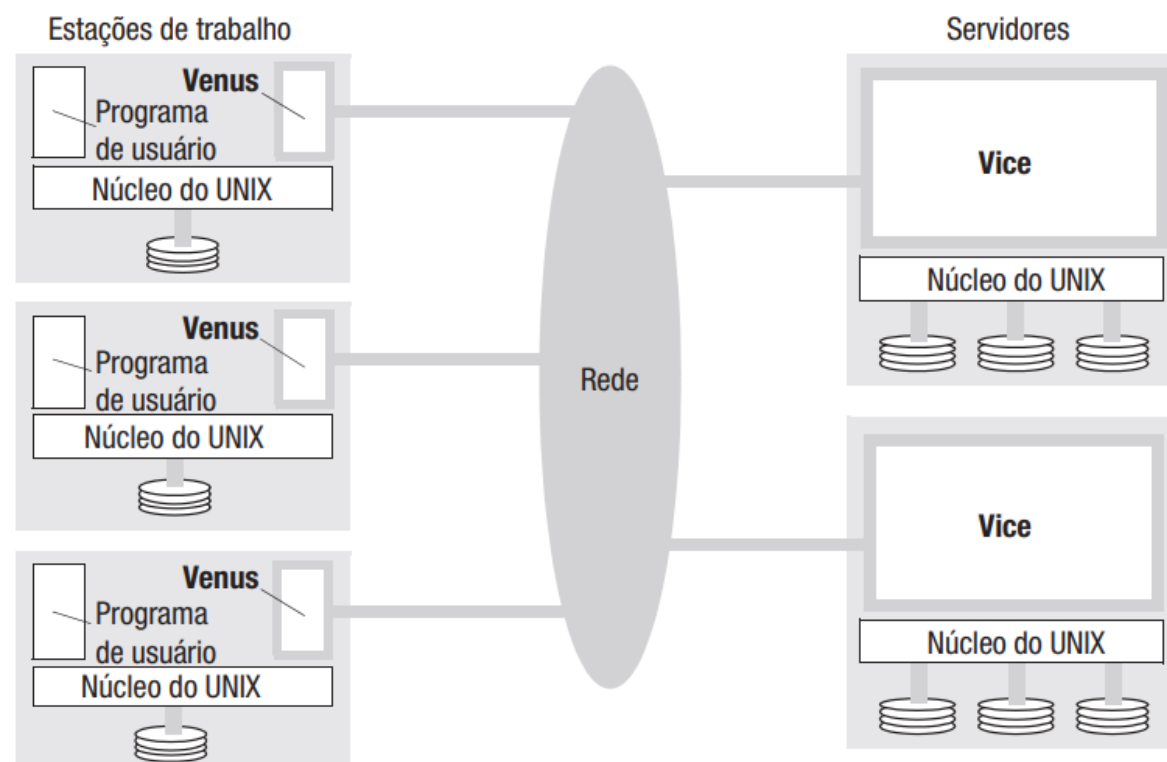 Estações de trabalho
Venus
Programa
de usuário
Núcleo do UNIX
Venus
Programa
de usuário
Núcleo do UNIX
Venus
Programa
de usuário
Núcleo do UNIX
Rede
Servidores
Vice
Núcleo do UNIX
Vice
Núcleo do UNIX